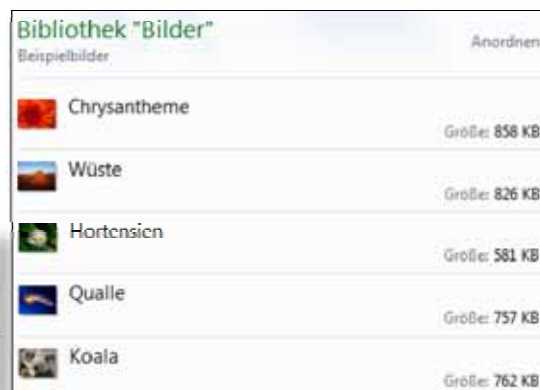 Bibliothek "Bilder"
Beispielbilder
Anordnen
Chrysantheme
Größe: 858 KB
Wüste
Größe: 826 KB
Hortensien
Größe: 581 KB
Qualle
Größe: 757 KB
Koala
Größe: 762 KB